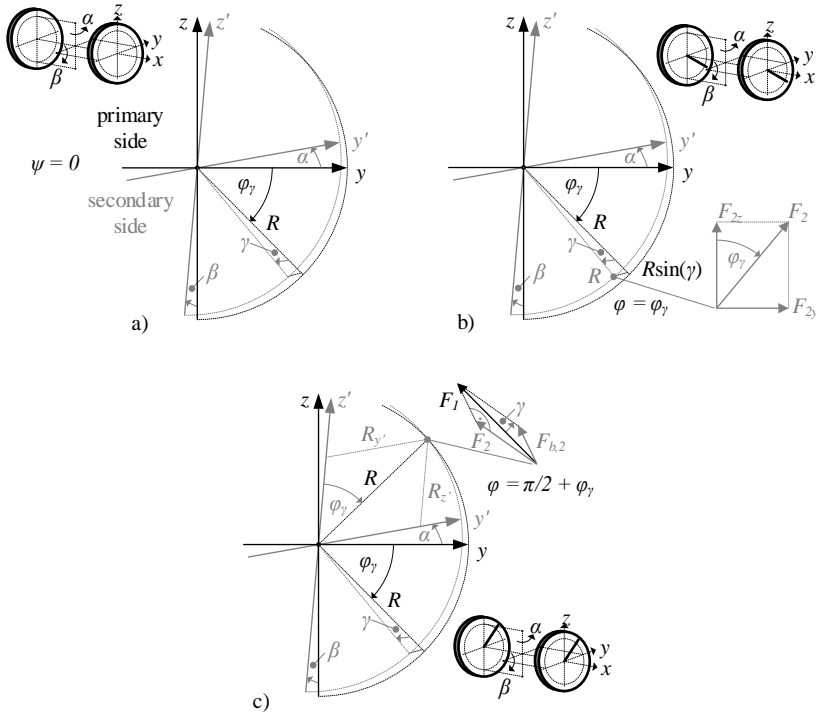 z
z'
α
z
y
x
β
primary
side
ψ = 0
secondary
side
α
y'
y
φγ
R
γ
β
a)
z
z'
α
z
y
x
β
α
y'
y
φγ
R
γ
R
Rsin(γ)
β
φ = φγ
b)
F2z
F2
φγ
F2y
z
z'
Ry'
R
φγ
Rz'
F1
γ
F2
Fb,2
φ = π/2 + φγ
α
y'
y
φγ
R
γ
β
c)
α
z
y
x
β